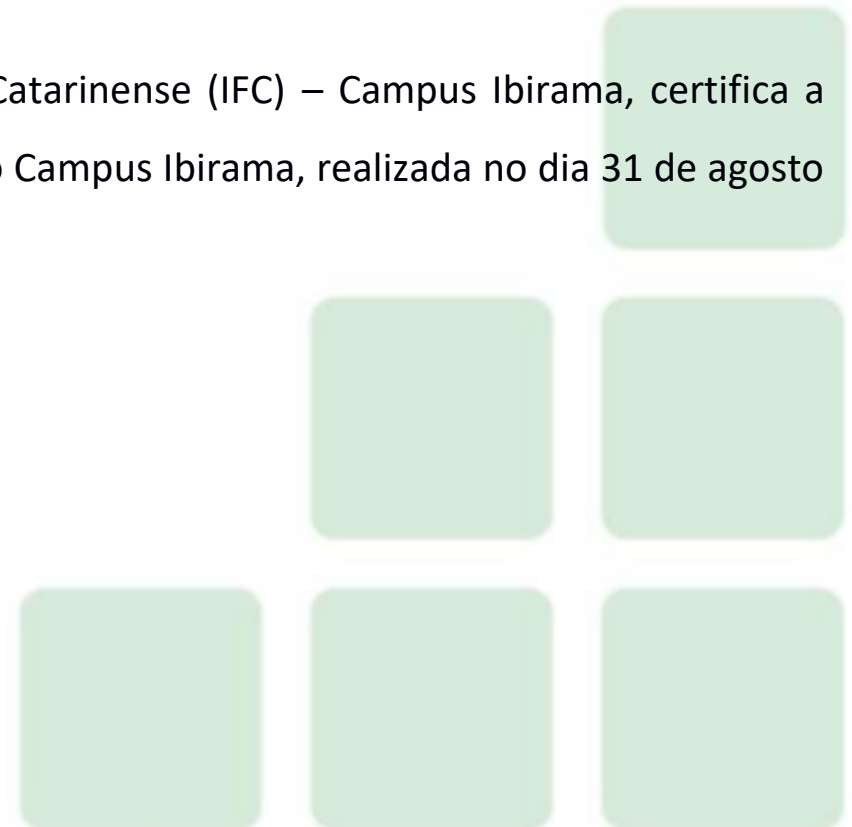 Catarinense (IFC) – Campus Ibirama, certifica a
Campus Ibirama, realizada no dia 31 de agosto